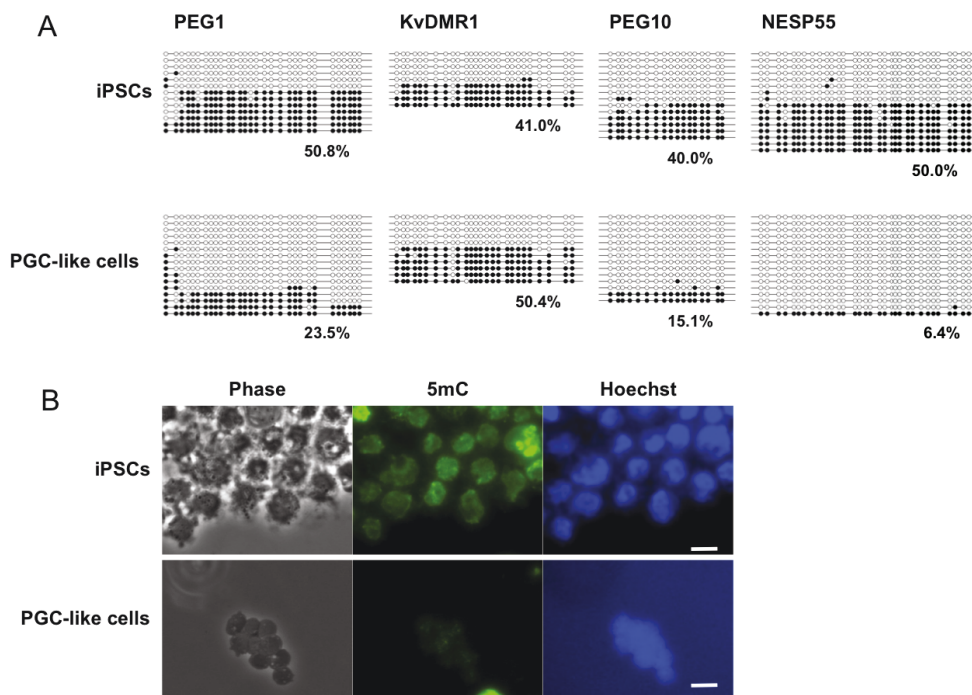 A
PEG1 KvDMR1 PEG10 NESP55
iPSCs
50.8% 41.0% 40.0% 50.0%
PGC-like cells
23.5% 50.4% 15.1% 6.4%
B
Phase 5mC Hoechst
iPSCs
PGC-like cells